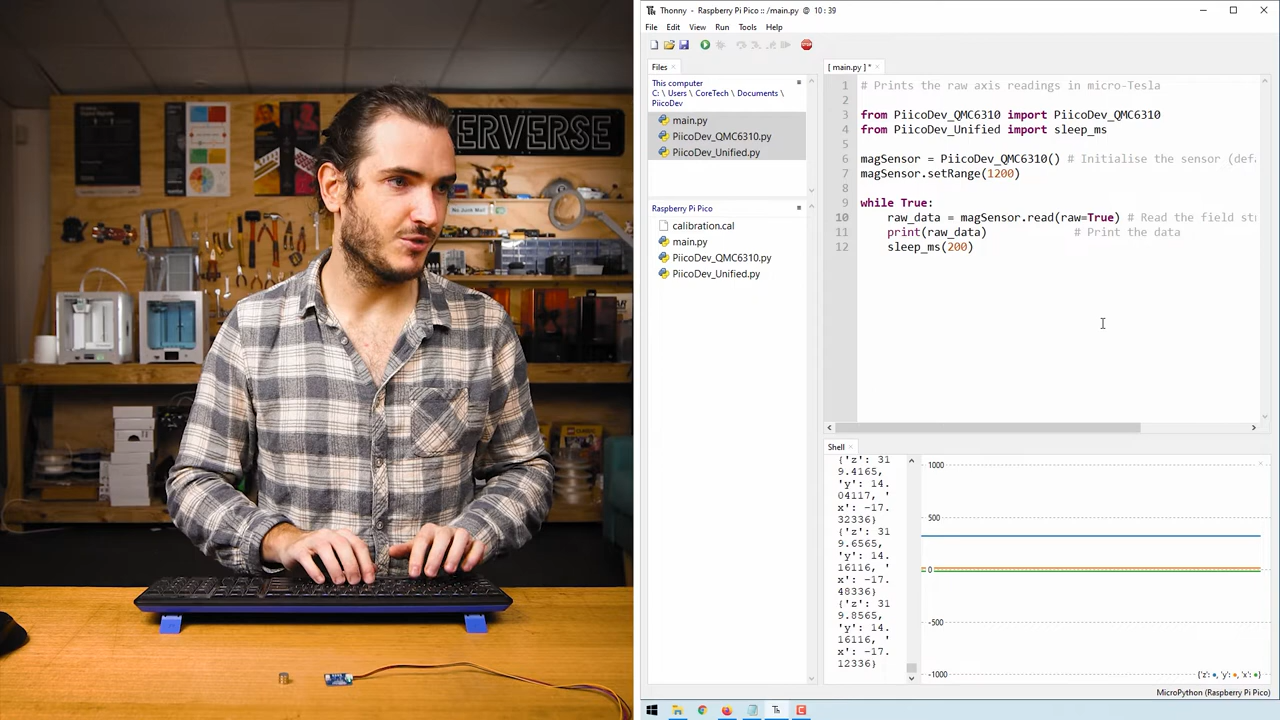 KERVERSE
No Junk Mail
Thonny - Raspberry Pi Pico :: /main.py @ 10 : 39
File Edit View Run Tools Help
STOP
Files
This computer
C: \ Users \ CoreTech \ Documents \
PiicoDev
main.py
PiicoDev_QMC6310.py
PiicoDev_Unified.py
Raspberry Pi Pico
calibration.cal
main.py
PiicoDev_QMC6310.py
PiicoDev_Unified.py
[ main.py ] *
1 # Prints the raw axis readings in micro-Tesla
2
3 from PiicoDev_QMC6310 import PiicoDev_QMC6310
4 from PiicoDev_Unified import sleep_ms
5
6 magSensor = PiicoDev_QMC6310() # Initialise the sensor (def
7 magSensor.setRange(1200)
8
9 while True:
10 raw_data = magSensor.read(raw=True) # Read the field st
11 print(raw_data) # Print the data
12 sleep_ms(200)
Shell
{'z': 31
9.4165,
'y': 14.
04117, '
x': -17.
32336}
{'z': 31
9.6565,
'y': 14.
16116, '
x': -17.
48336}
{'z': 31
9.8565,
'y': 14.
16116, '
x': -17.
12336}
1000
500
0
-500
-1000
{'z': , 'y': , 'x': }
MicroPython (Raspberry Pi Pico)